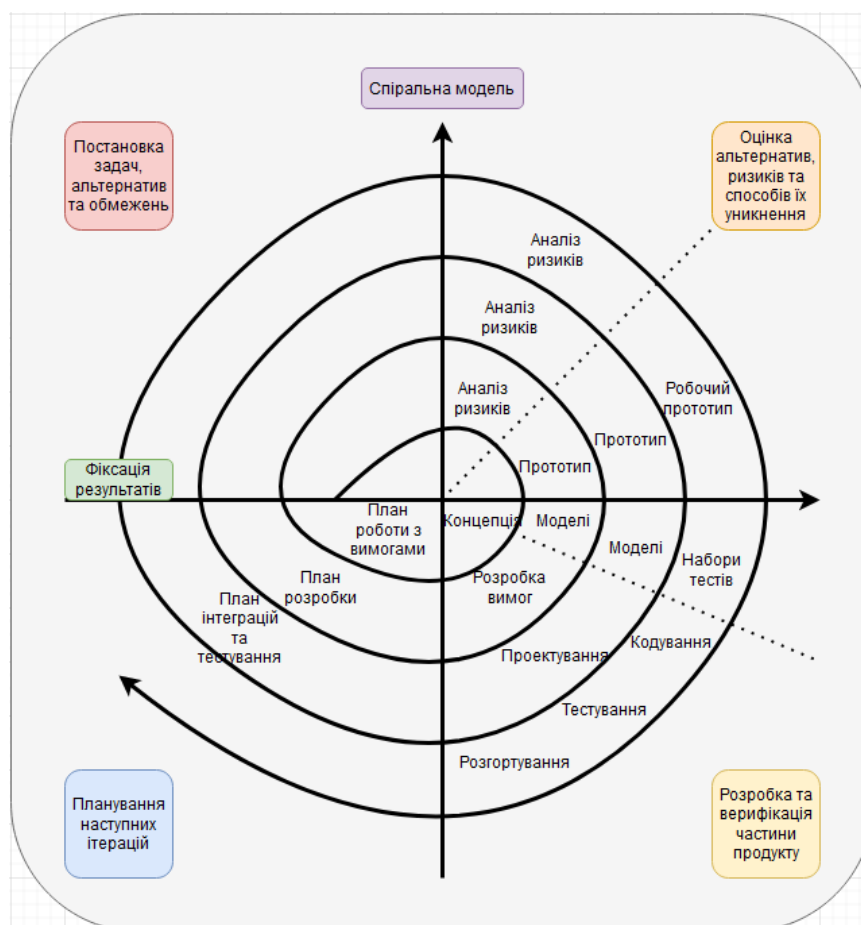 Спіральна модель
Постановка
задач,
альтернатив
та обмежень
Оцінка
альтернатив,
ризиків та
способів їх
уникнення
Аналіз
ризиків
Аналіз
ризиків
Аналіз
ризиків
Робочий
прототип
Прототип
Прототип
Фіксація
результатів
План
роботи з
вимогами
Концепція
Моделі
Моделі
Набори
тестів
План
розробки
Розробка
вимог
План
інтеграцій
та
тестування
Проектування
Кодування
Тестування
Розгортування
Планування
наступних
ітерацій
Розробка та
верифікація
частини
продукту